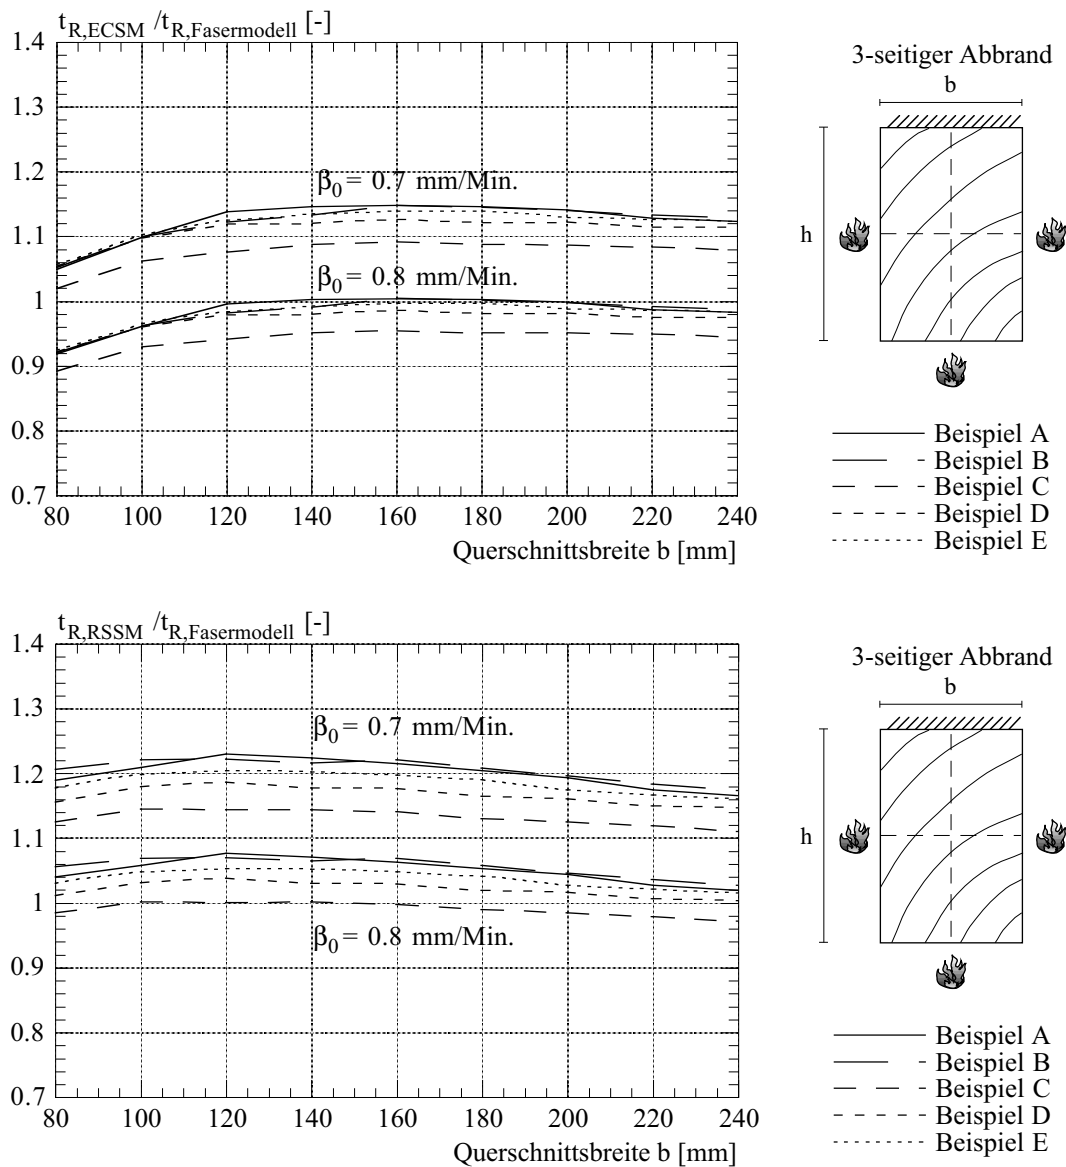 t_R,ECSM /t_R,Fasermodell [-]
1.4
1.3
1.2
1.1
1
0.9
0.8
0.7
β0 = 0.7 mm/Min.
β0 = 0.8 mm/Min.
80 100 120 140 160 180 200 220 240
Querschnittsbreite b [mm]
3-seitiger Abbrand
b
h
Beispiel A
Beispiel B
Beispiel C
Beispiel D
Beispiel E
t_R,RSSM /t_R,Fasermodell [-]
1.4
1.3
1.2
1.1
1
0.9
0.8
0.7
β0 = 0.7 mm/Min.
β0 = 0.8 mm/Min.
80 100 120 140 160 180 200 220 240
Querschnittsbreite b [mm]
3-seitiger Abbrand
b
h
Beispiel A
Beispiel B
Beispiel C
Beispiel D
Beispiel E